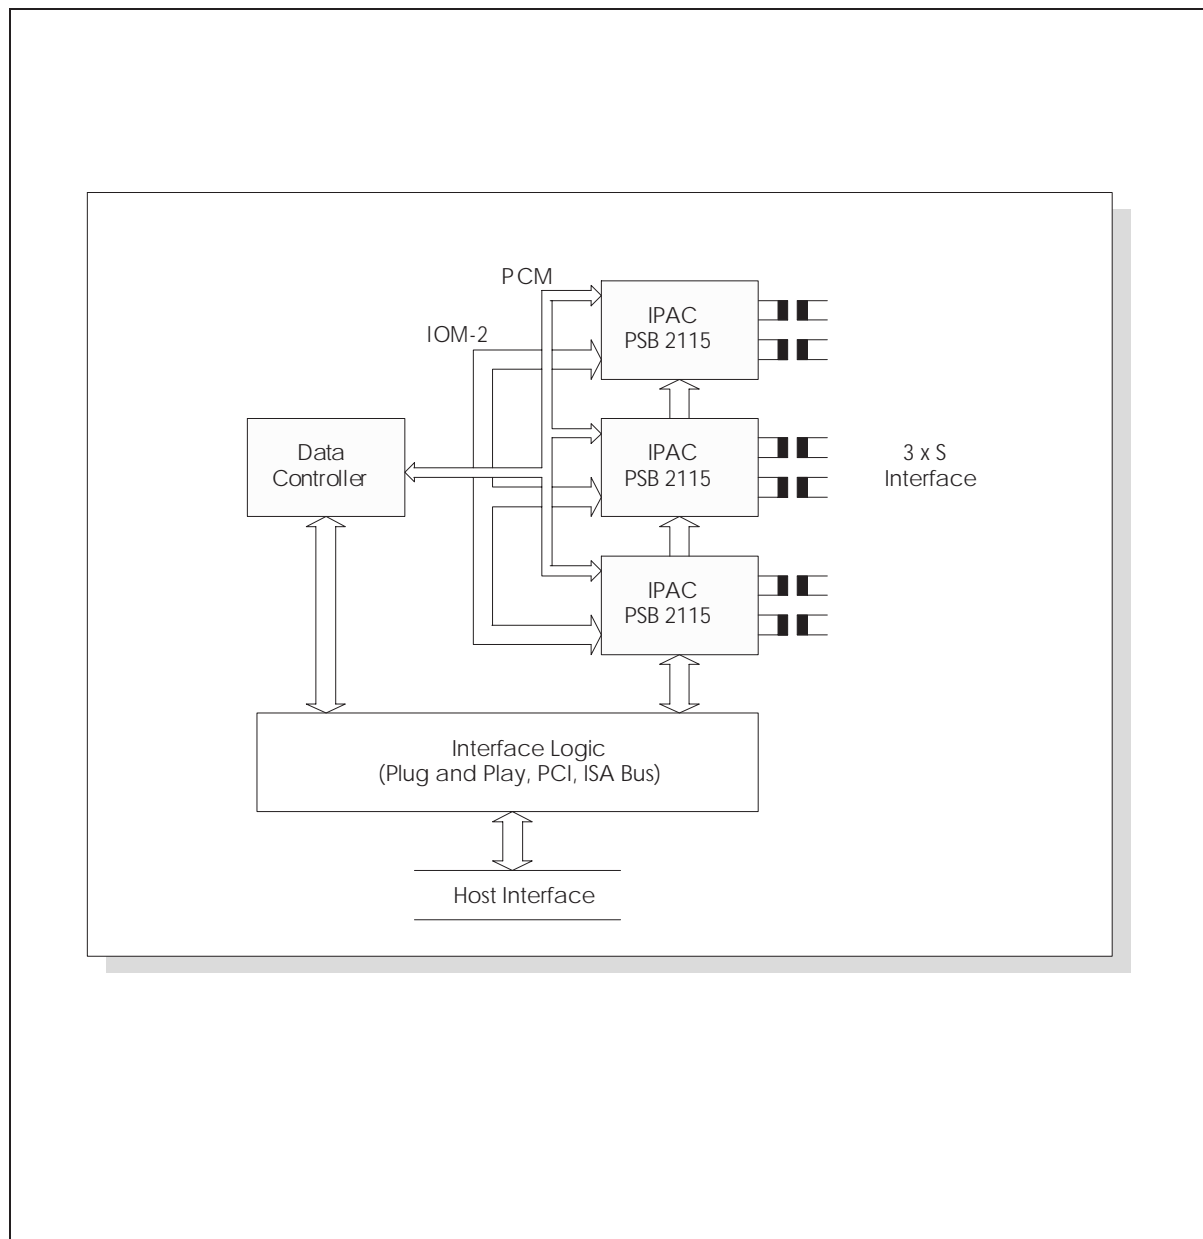 PCM
IOM-2
IPAC
PSB 2115
Data
Controller
IPAC
PSB 2115
3 x S
Interface
IPAC
PSB 2115
Interface Logic
(Plug and Play, PCI, ISA Bus)
Host Interface